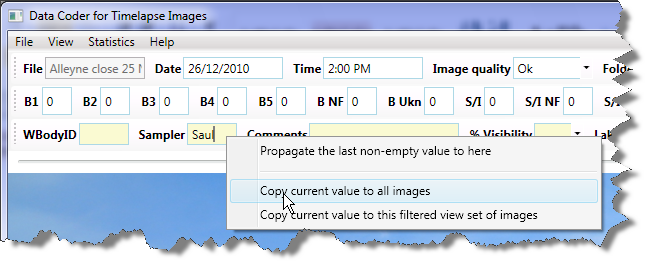 Data Coder for Timelapse Images
File View Statistics Help
File Alleyne close 25 Date 26/12/2010 Time 2:00 PM Image quality Ok
B1 0 B2 0 B3 0 B4 0 B5 0 B NF 0 B Ukn 0 S/I 0 S/I NF 0
WBodyID Sampler Saul Comments % Visibility
Propagate the last non-empty value to here
Copy current value to all images
Copy current value to this filtered view set of images